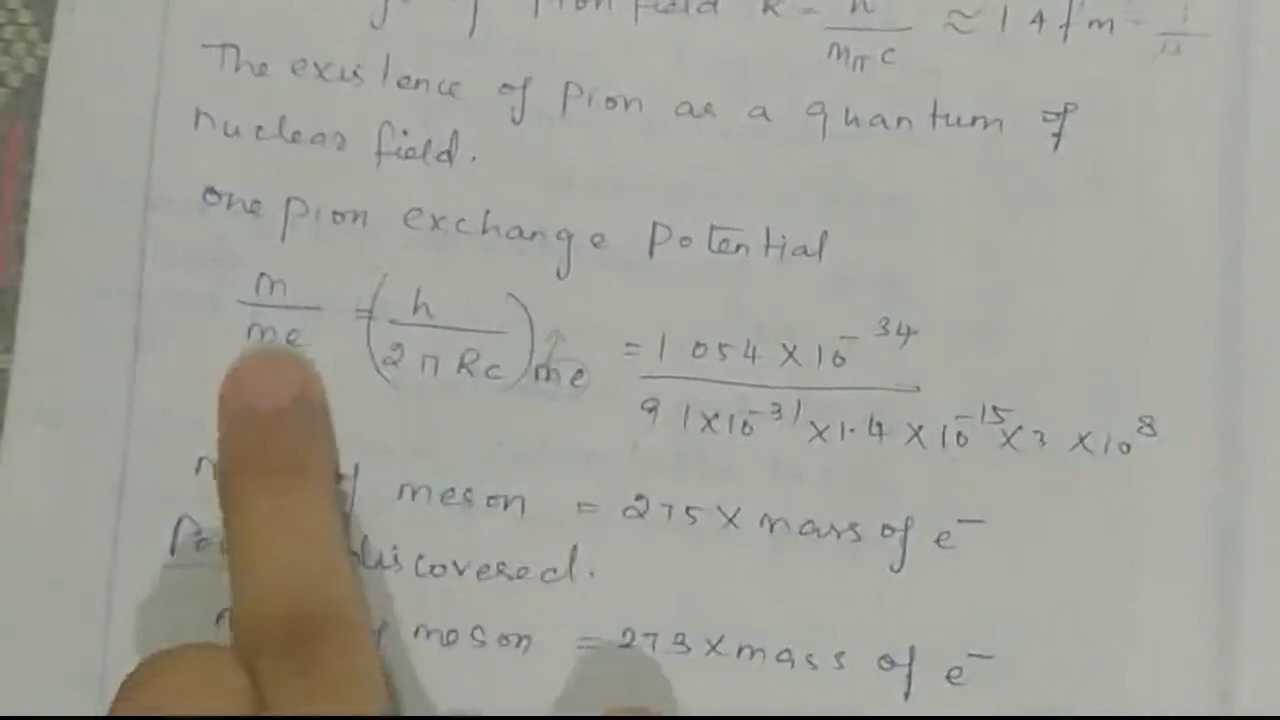 Pion field R = h / mπ c ≈ 1 4 fm - 1
The existence of Pion as a quantum of
nuclear field.
one pion exchange Potential
m / me = (h / 2π Rc) me = 1 054 × 10^-34 / 9 1×10^-31 ×1.4 × 10^-15 ×3 ×10^8
meson = 275× mass of e^-
discovered.
meson = 273×mass of e^-